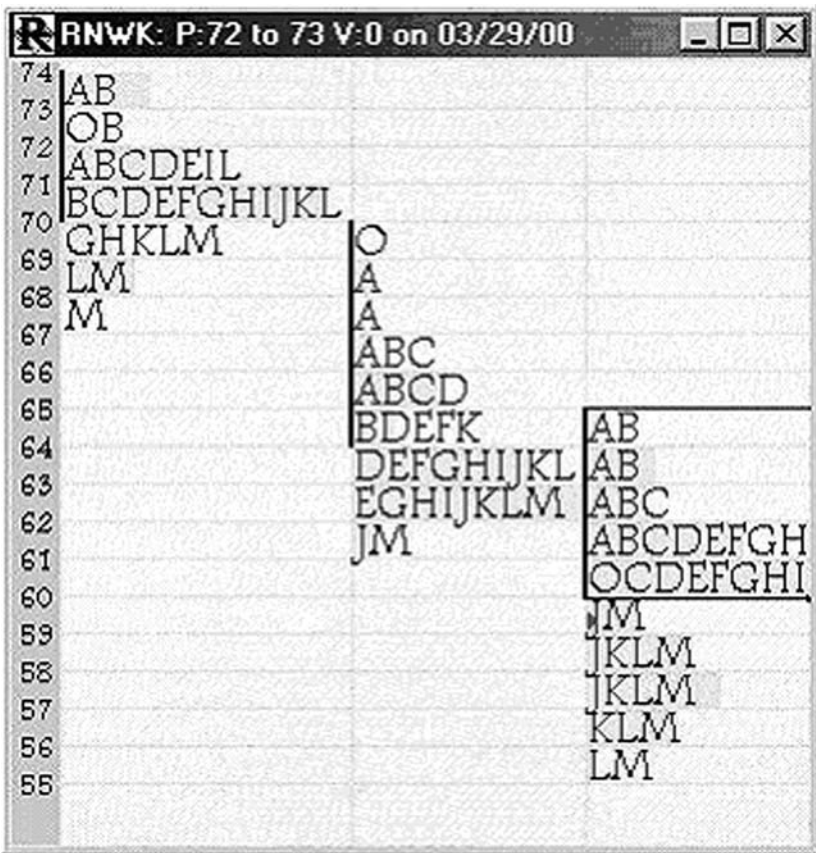 R RNWK: P:72 to 73 V:0 on 03/29/00
74
AB
73
OB
72
ABCDEIL
71
BCDEFGHIJKL
70
GHKLM O
69
LM A
68
M A
67
ABC
66
ABCD
65
BDEFK AB
64
DEFGHIJKL AB
63
EGHIJKLM ABC
62
JM ABCDEFGH
61
OCDEFGHI
60
JM
59
JKLM
58
JKLM
57
KLM
56
LM
55